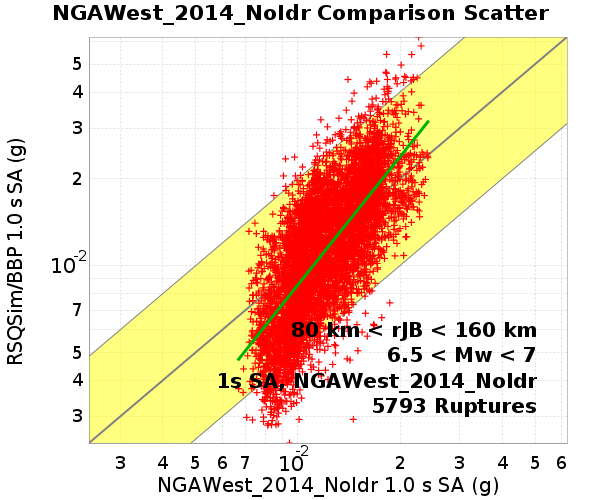 NGAWest_2014_NoIdr Comparison Scatter
RSQSim/BBP 1.0 s SA (g)
5
4
3
2
10-2
7
5
4
3
80 km < rJB < 160 km
6.5 < Mw < 7
1s SA, NGAWest_2014_NoIdr
5793 Ruptures
3 4 5 6 7 10-2 2 3 4 5 6
NGAWest_2014_NoIdr 1.0 s SA (g)